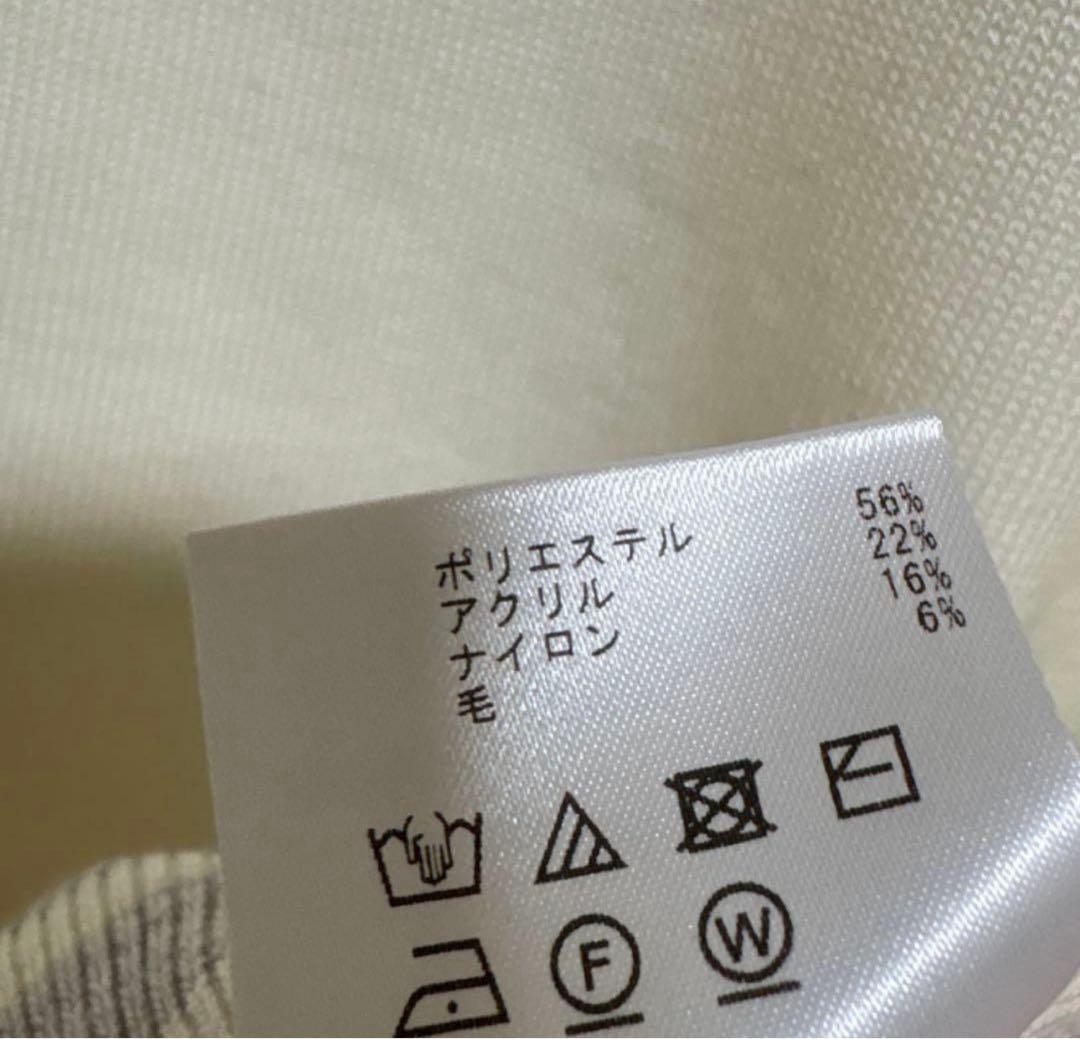 ポリエステル 56%
アクリル 22%
ナイロン 16%
毛 6%
F W